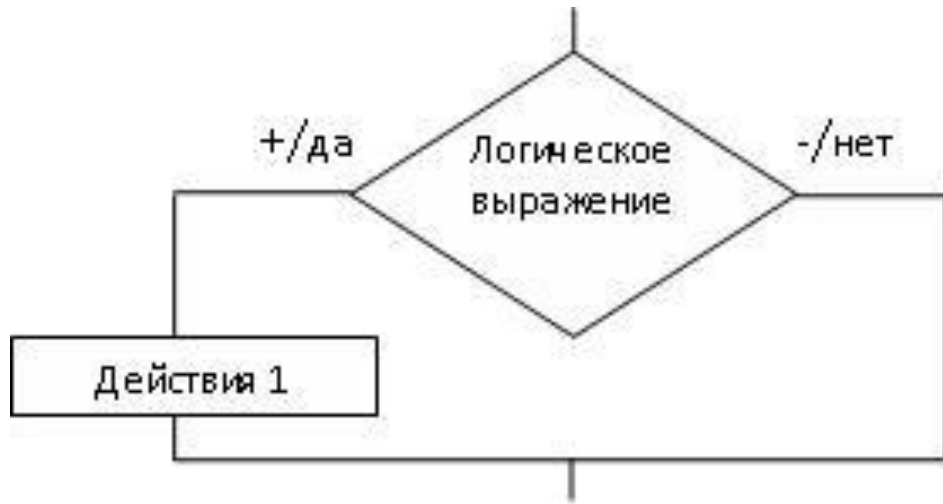 +/да
Логическое
выражение
-/нет
Действия 1